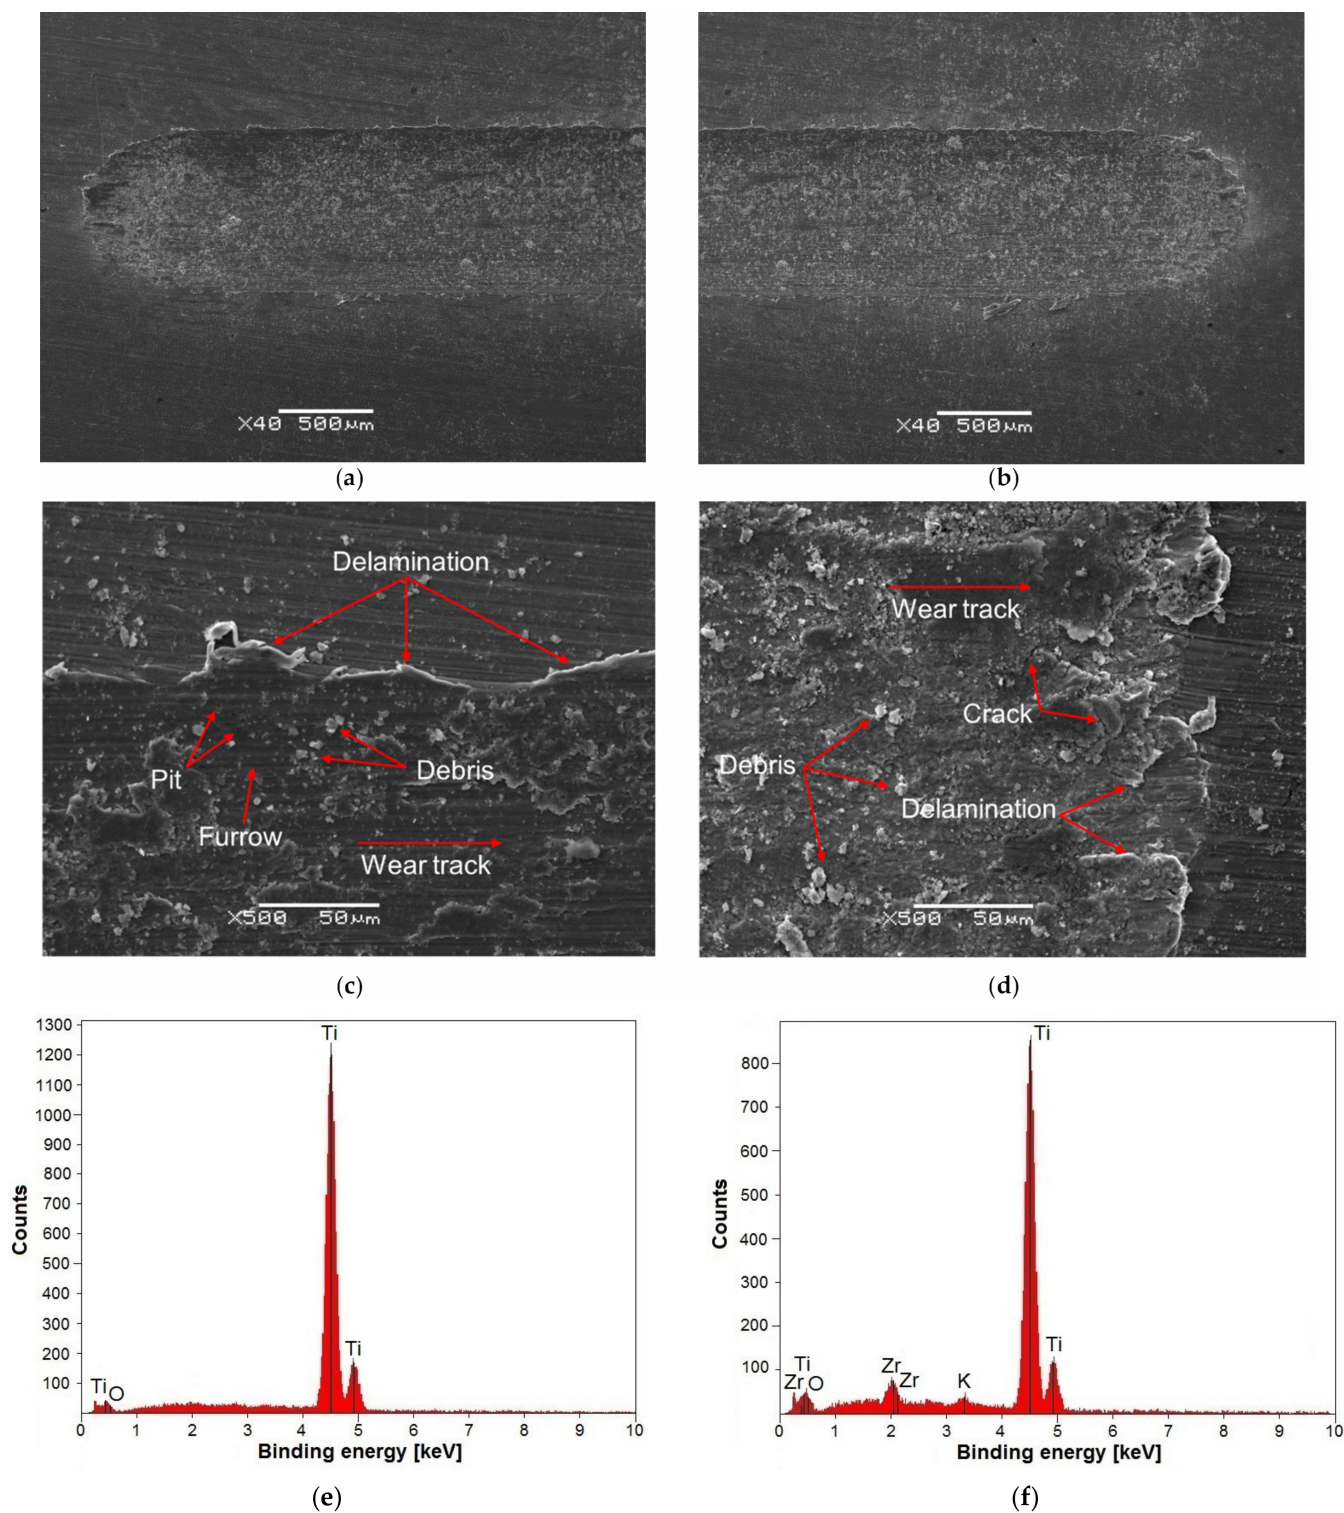 X40 500µm
X40 500µm
(a)
(b)
Delamination
Pit
Debris
Furrow
Wear track
X500 50µm
Wear track
Crack
Debris
Delamination
X500 50µm
(c)
(d)
1300
1200
1100
1000
900
800
700
600
500
400
300
200
100
Counts
Ti
Ti
Ti
O
0 1 2 3 4 5 6 7 8 9 10
Binding energy [keV]
800
700
600
500
400
300
200
100
Counts
Ti
Ti
Ti
Zr
O
Zr
Zr
K
0 1 2 3 4 5 6 7 8 9 10
Binding energy [keV]
(e)
(f)